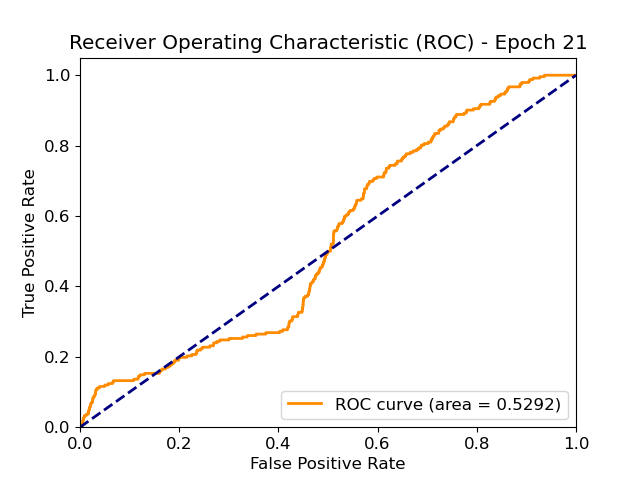 Receiver Operating Characteristic (ROC) - Epoch 21
True Positive Rate
1.0
0.8
0.6
0.4
0.2
0.0
ROC curve (area = 0.5292)
0.0 0.2 0.4 0.6 0.8 1.0
False Positive Rate